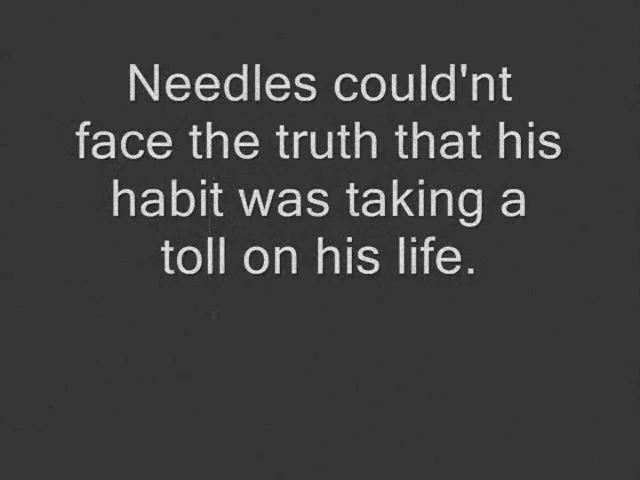 Needles could'nt
face the truth that his
habit was taking a
toll on his life.